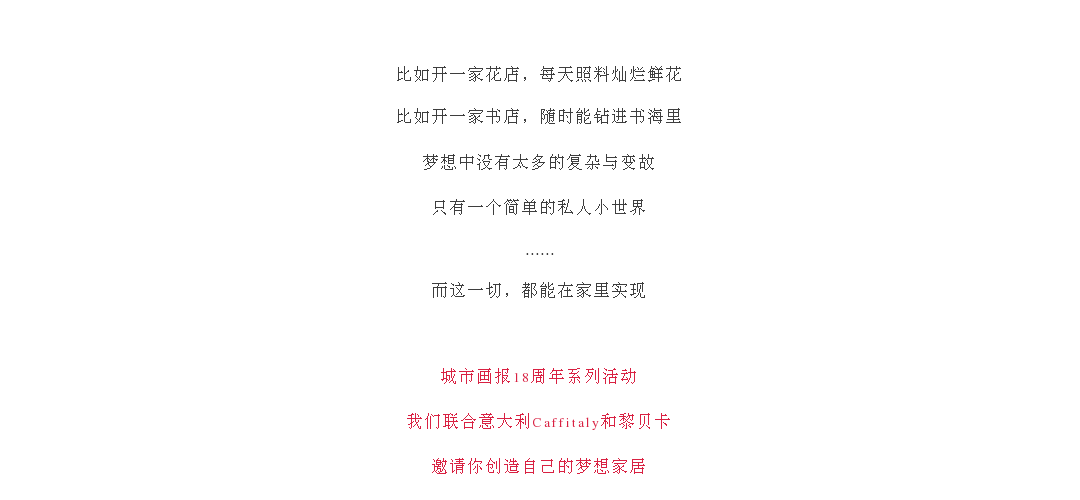 比如开一家花店，每天照料灿烂鲜花
比如开一家书店，随时能钻进书海里
梦想中没有太多的复杂与变故
只有一个简单的私人小世界
……
而这一切，都能在家里实现
城市画报18周年系列活动
我们联合意大利Caffitaly和黎贝卡
邀请你创造自己的梦想家居